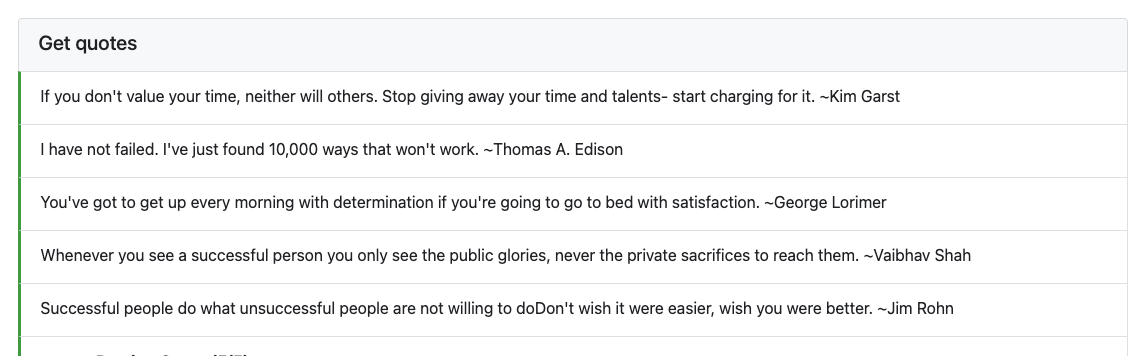 Get quotes
If you don't value your time, neither will others. Stop giving away your time and talents- start charging for it. ~Kim Garst
I have not failed. I've just found 10,000 ways that won't work. ~Thomas A. Edison
You've got to get up every morning with determination if you're going to go to bed with satisfaction. ~George Lorimer
Whenever you see a successful person you only see the public glories, never the private sacrifices to reach them. ~Vaibhav Shah
Successful people do what unsuccessful people are not willing to doDon't wish it were easier, wish you were better. ~Jim Rohn